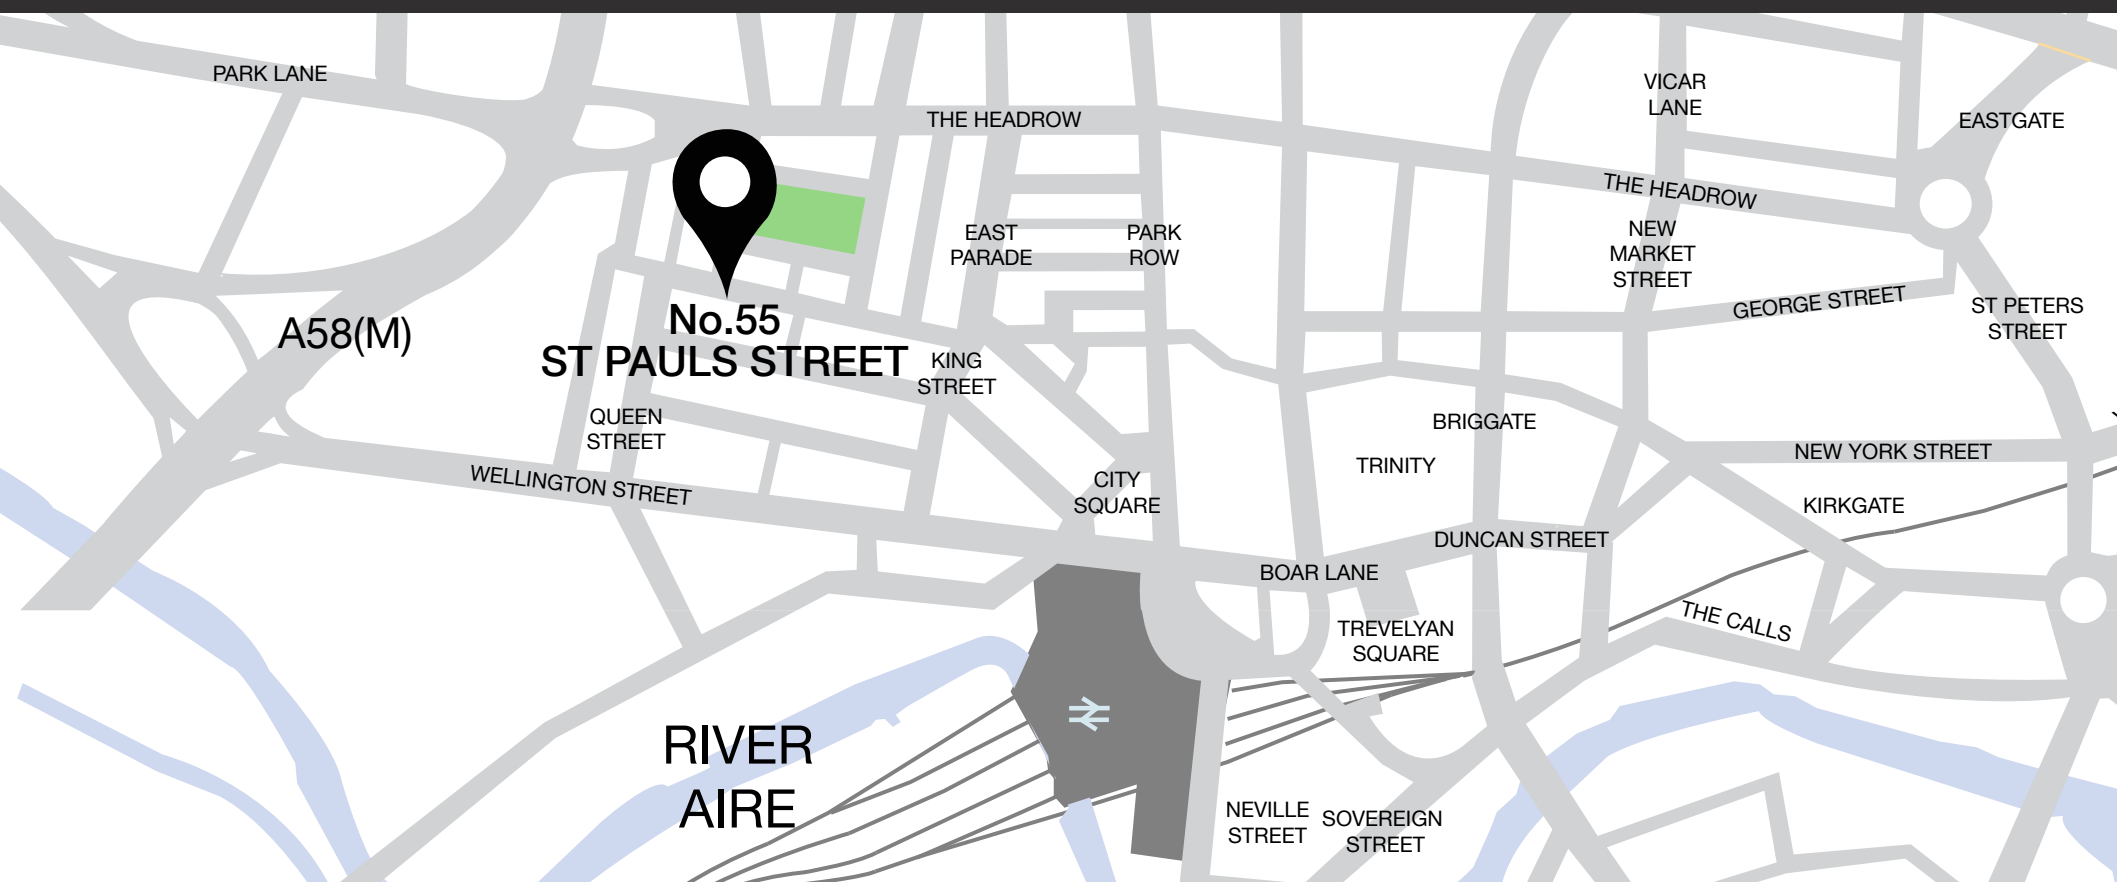 PARK LANE
THE HEADROW
VICAR
LANE
EASTGATE
THE HEADROW
EAST
PARADE
PARK
ROW
NEW
MARKET
STREET
GEORGE STREET
ST PETERS
STREET
A58(M)
No.55
ST PAULS STREET
KING
STREET
QUEEN
STREET
BRIGGATE
TRINITY
NEW YORK STREET
WELLINGTON STREET
CITY
SQUARE
KIRKGATE
DUNCAN STREET
BOAR LANE
THE CALLS
TREVELYAN
SQUARE
RIVER
AIRE
NEVILLE
STREET
SOVEREIGN
STREET